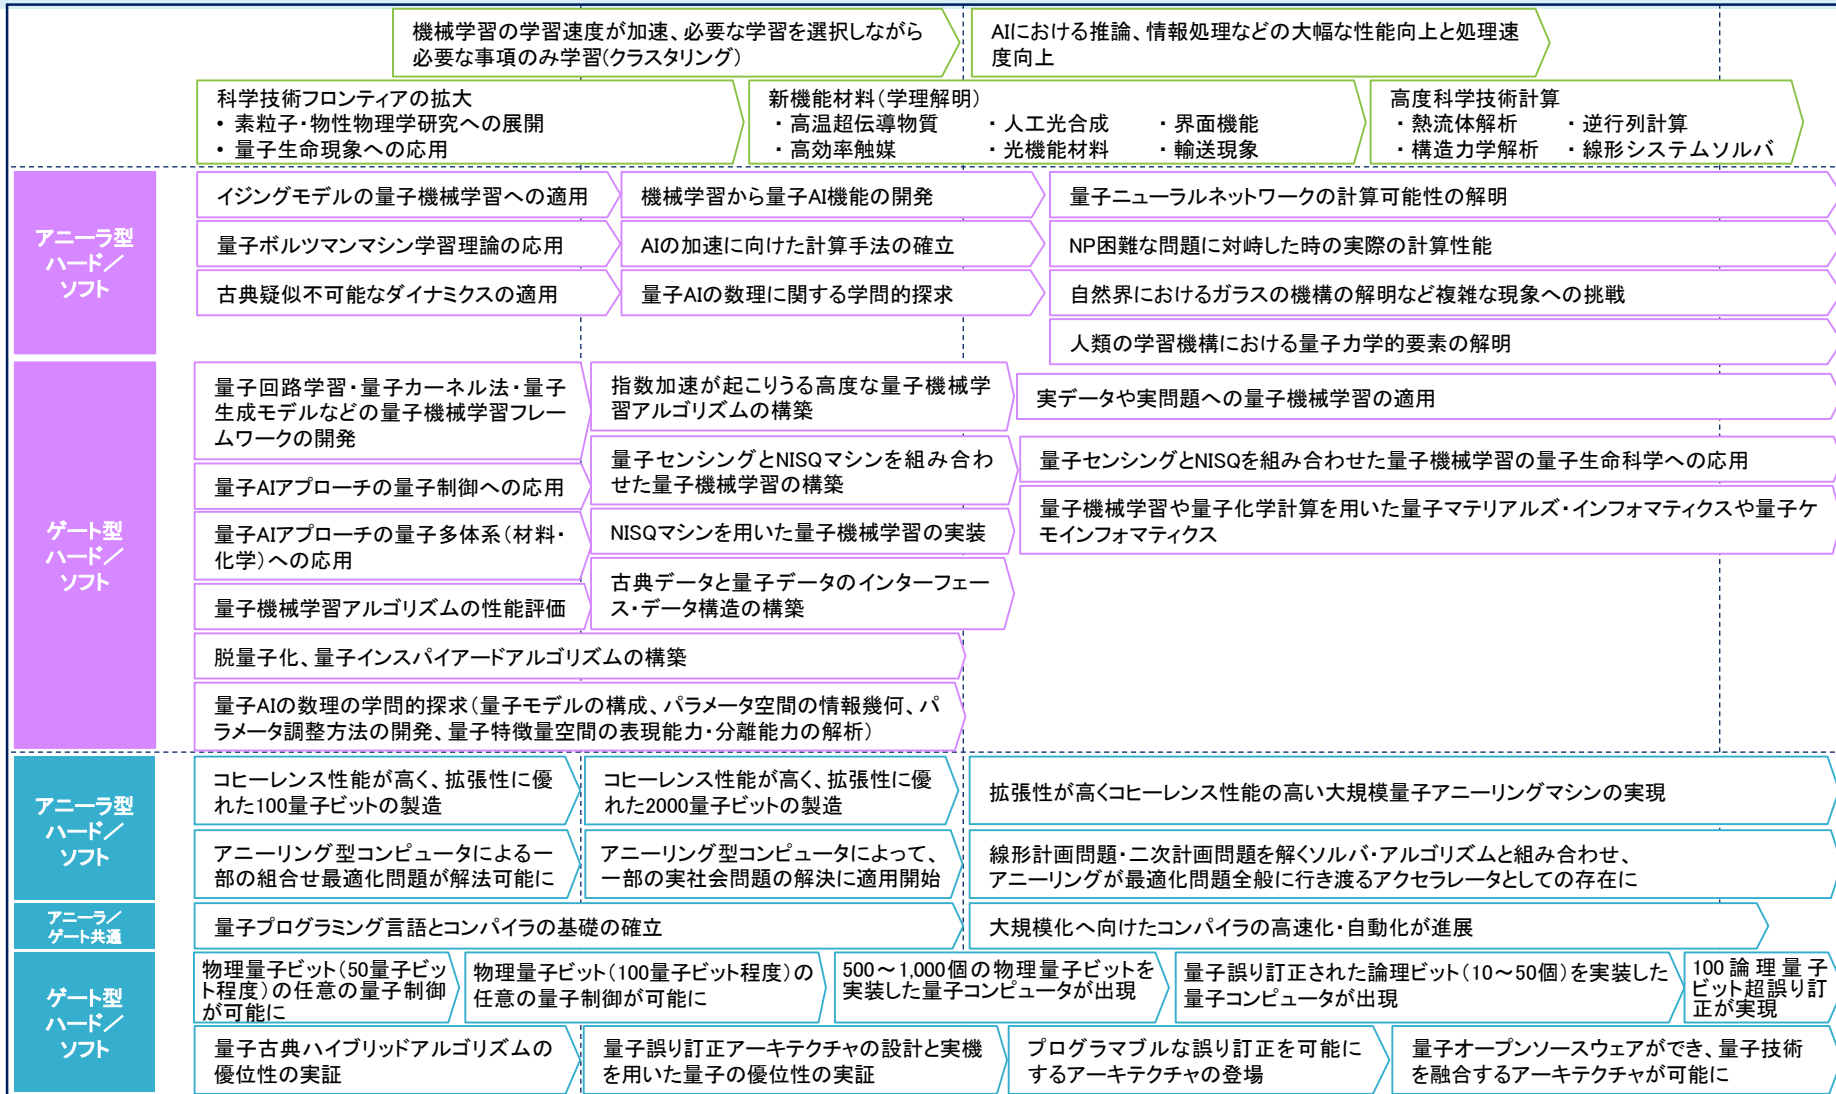 機械学習の学習速度が加速、必要な学習を選択しながら
必要な事項のみ学習(クラスタリング)
AIにおける推論、情報処理などの大幅な性能向上と処理速
度向上
科学技術フロンティアの拡大
• 素粒子・物性物理学研究への展開
• 量子生命現象への応用
新機能材料（学理解明）
・高温超伝導物質 ・人工光合成 ・界面機能
・高効率触媒 ・光機能材料 ・輸送現象
高度科学技術計算
・熱流体解析 ・逆行列計算
・構造力学解析 ・線形システムソルバ
アニーラ型
ハード／
ソフト
イジングモデルの量子機械学習への適用
機械学習から量子AI機能の開発
量子ニューラルネットワークの計算可能性の解明
量子ボルツマンマシン学習理論の応用
AIの加速に向けた計算手法の確立
NP困難な問題に対峙した時の実際の計算性能
古典疑似不可能なダイナミクスの適用
量子AIの数理に関する学問的探求
自然界におけるガラスの機構の解明など複雑な現象への挑戦
人類の学習機構における量子力学的要素の解明
ゲート型
ハード／
ソフト
量子回路学習・量子カーネル法・量子
生成モデルなどの量子機械学習フレー
ムワークの開発
指数加速が起こりうる高度な量子機械学
習アルゴリズムの構築
実データや実問題への量子機械学習の適用
量子AIアプローチの量子制御への応用
量子センシングとNISQマシンを組み合わ
せた量子機械学習の構築
量子センシングとNISQを組み合わせた量子機械学習の量子生命科学への応用
量子AIアプローチの量子多体系（材料・
化学）への応用
NISQマシンを用いた量子機械学習の実装
量子機械学習や量子化学計算を用いた量子マテリアルズ・インフォマティクスや量子ケ
モインフォマティクス
量子機械学習アルゴリズムの性能評価
古典データと量子データのインターフェー
ス・データ構造の構築
脱量子化、量子インスパイアードアルゴリズムの構築
量子AIの数理の学問的探求（量子モデルの構成、パラメータ空間の情報幾何、パ
ラメータ調整方法の開発、量子特徴量空間の表現能力・分離能力の解析）
アニーラ型
ハード／
ソフト
コヒーレンス性能が高く、拡張性に優
れた100量子ビットの製造
コヒーレンス性能が高く、拡張性に優
れた2000量子ビットの製造
拡張性が高くコヒーレンス性能の高い大規模量子アニーリングマシンの実現
アニーリング型コンピュータによる一
部の組合せ最適化問題が解法可能に
アニーリング型コンピュータによって、
一部の実社会問題の解決に適用開始
線形計画問題・二次計画問題を解くソルバ・アルゴリズムと組み合わせ、
アニーリングが最適化問題全般に行き渡るアクセラレータとしての存在に
アニーラ／
ゲート共通
量子プログラミング言語とコンパイラの基礎の確立
大規模化へ向けたコンパイラの高速化・自動化が進展
ゲート型
ハード／
ソフト
物理量子ビット（50量子ビッ
ト程度）の任意の量子制御
が可能に
物理量子ビット（100量子ビット程度）の
任意の量子制御が可能に
500～1,000個の物理量子ビットを
実装した量子コンピュータが出現
量子誤り訂正された論理ビット（10～50個）を実装した
量子コンピュータが出現
100論理量子
ビット超誤り訂
正が実現
量子古典ハイブリッドアルゴリズムの
優位性の実証
量子誤り訂正アーキテクチャの設計と実機
を用いた量子の優位性の実証
プログラマブルな誤り訂正を可能に
するアーキテクチャの登場
量子オープンソースウェアができ、量子技術
を融合するアーキテクチャが可能に